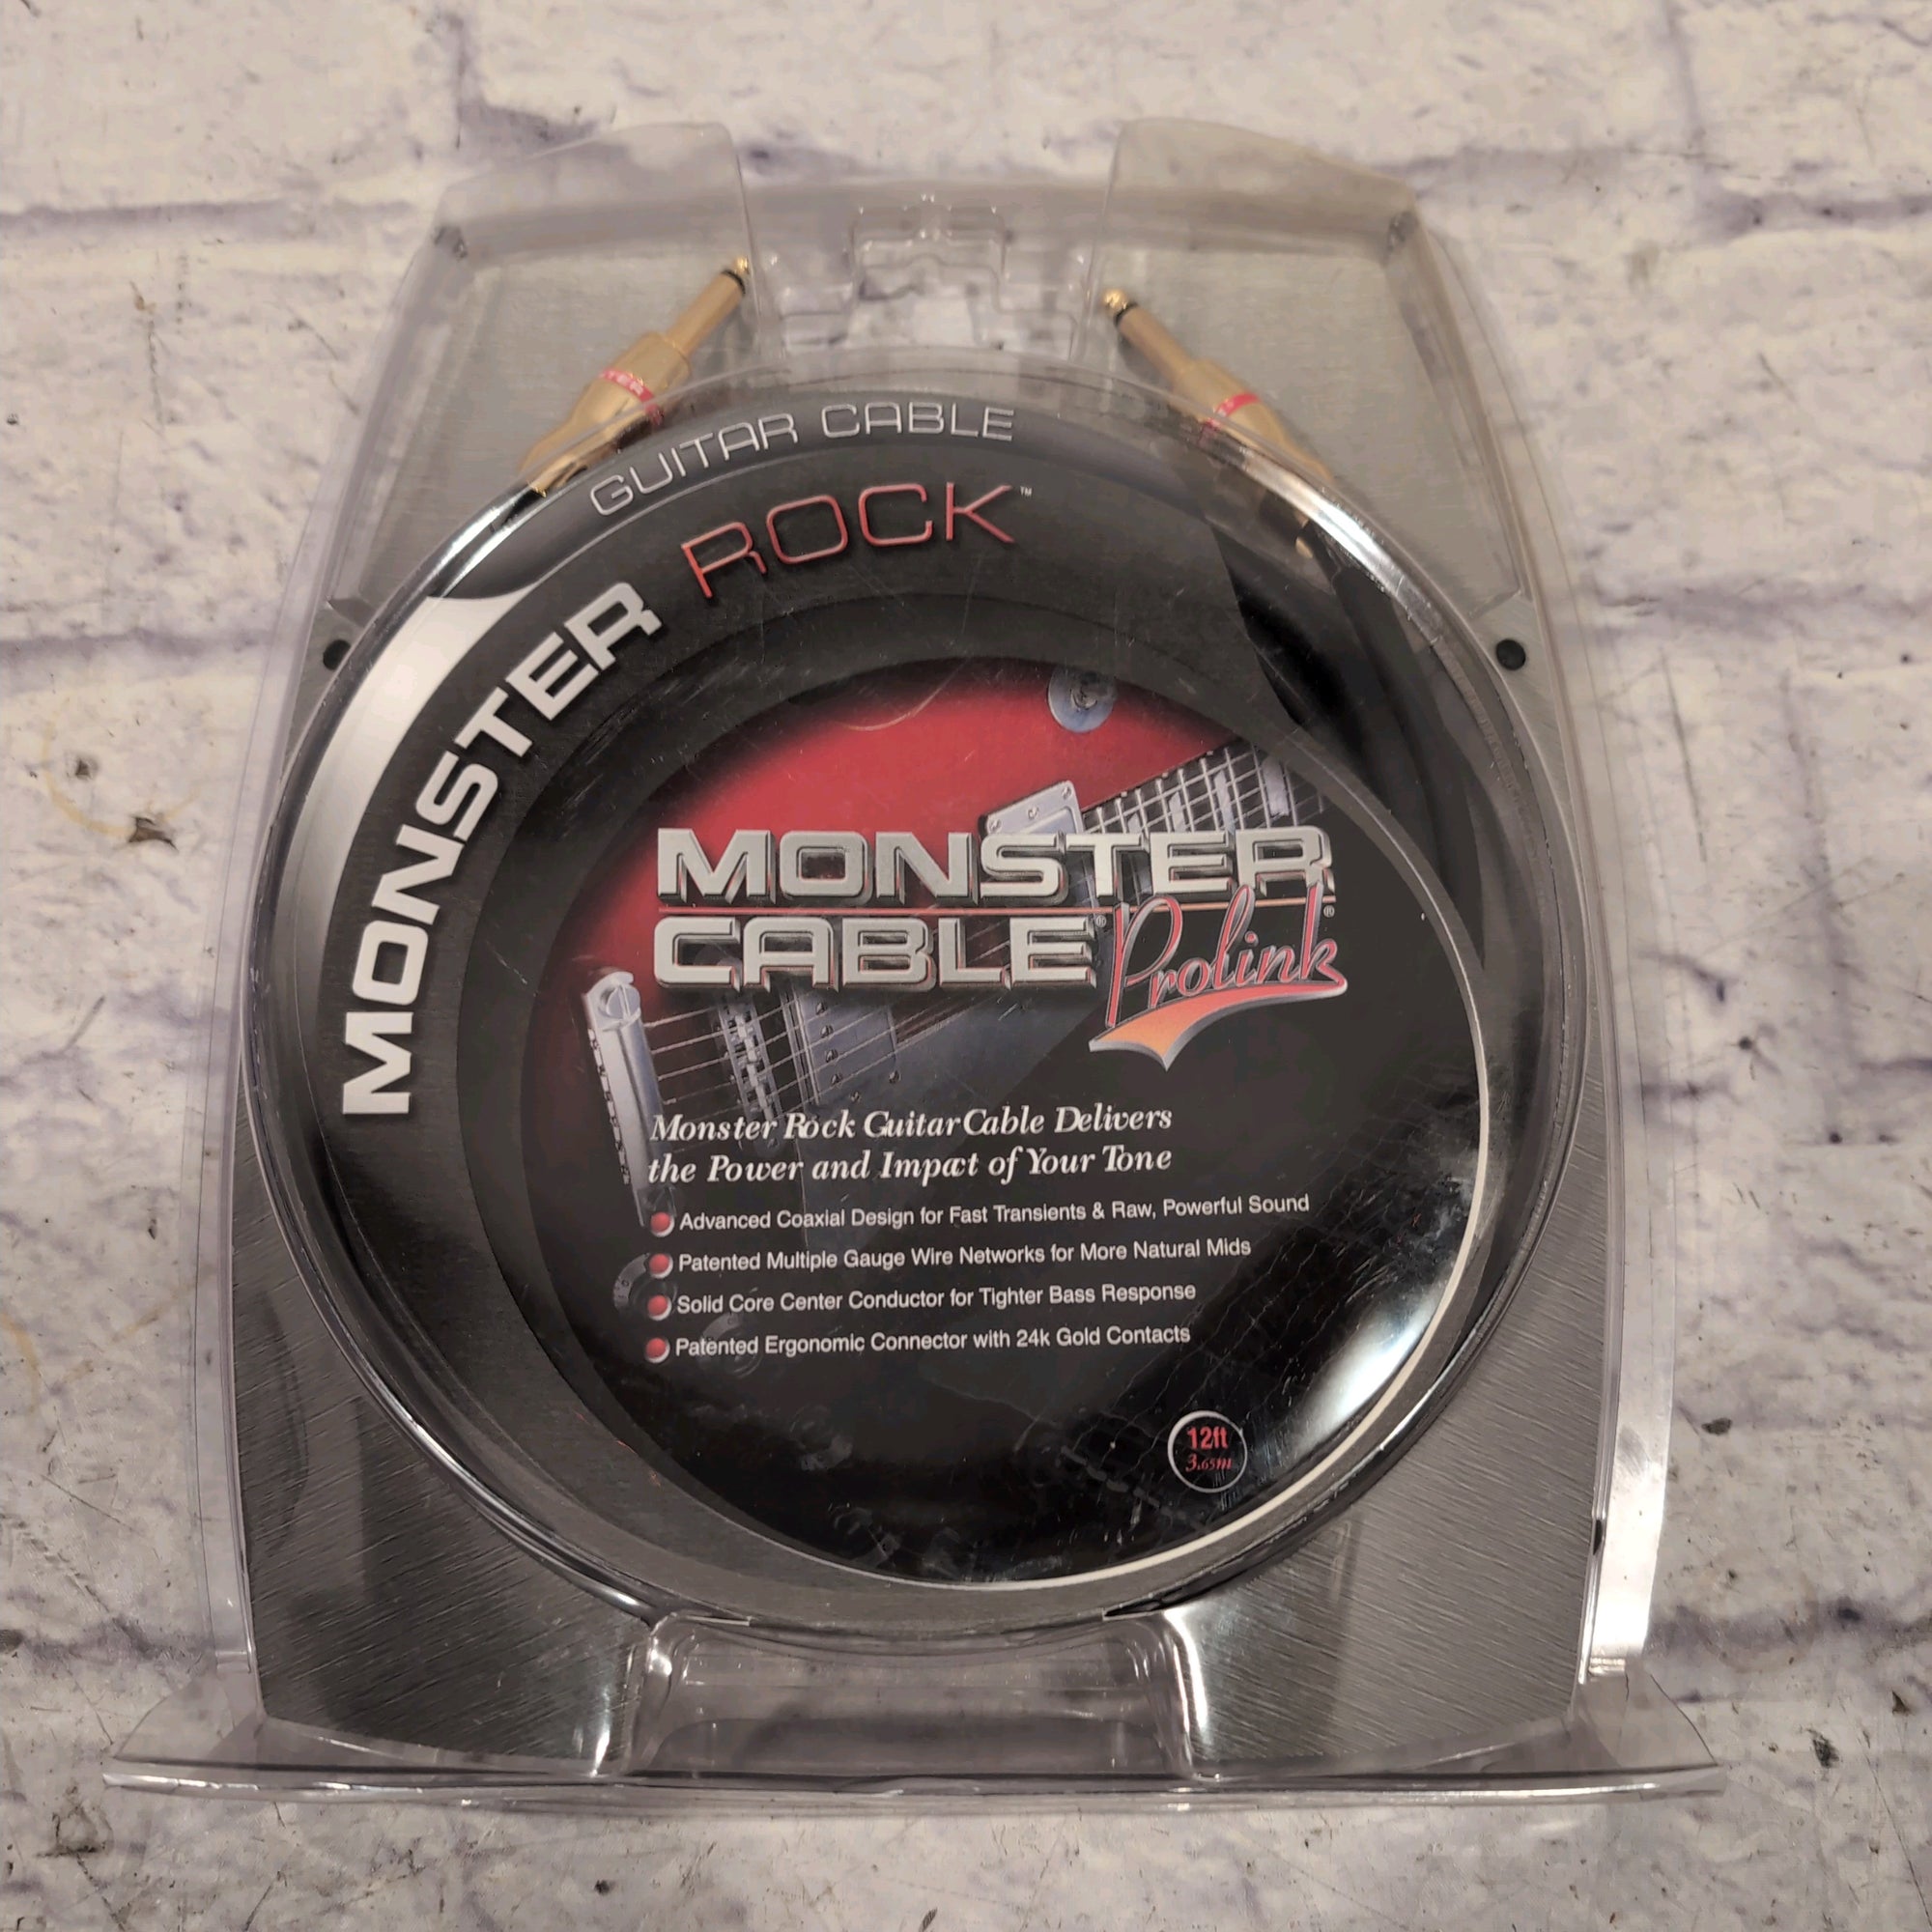 GUITAR CABLE
MONSTER ROCK™
MONSTER
CABLE® Prolink®
Monster Rock Guitar Cable Delivers
the Power and Impact of Your Tone
Advanced Coaxial Design for Fast Transients & Raw, Powerful Sound
Patented Multiple Gauge Wire Networks for More Natural Mids
Solid Core Center Conductor for Tighter Bass Response
Patented Ergonomic Connector with 24k Gold Contacts
12ft
3.65m